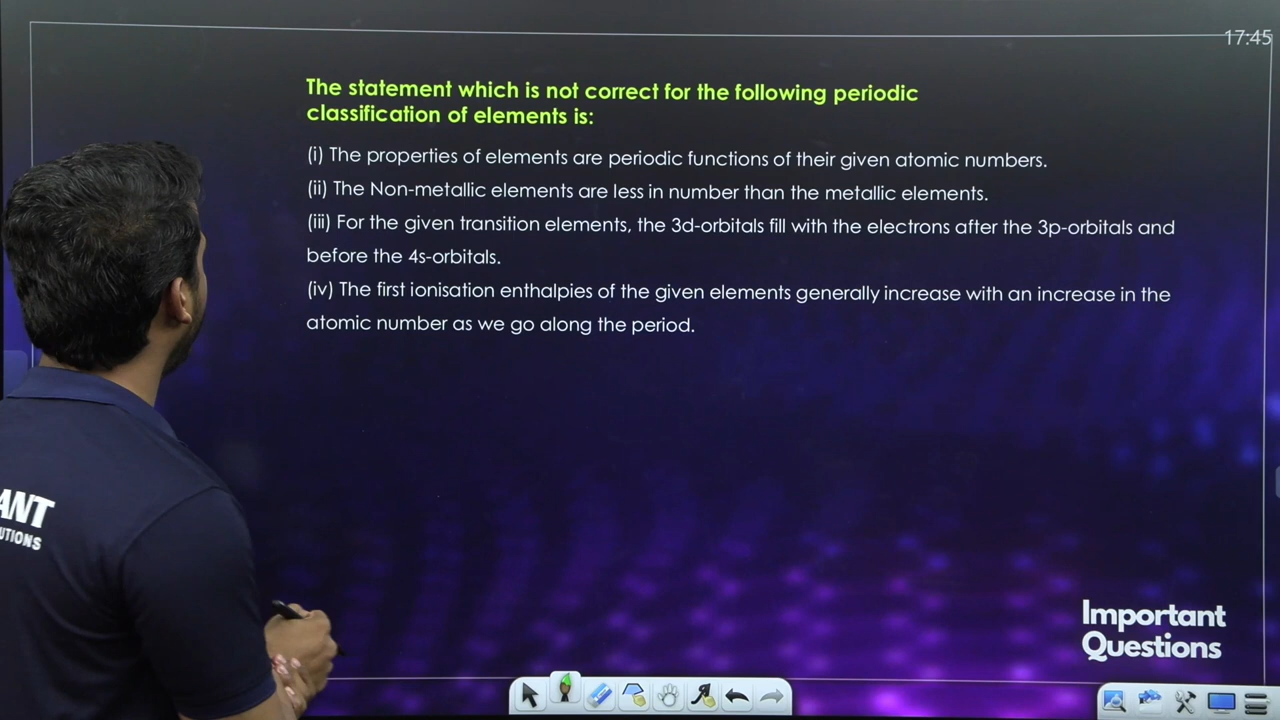 17:45
The statement which is not correct for the following periodic
classification of elements is:
(i) The properties of elements are periodic functions of their given atomic numbers.
(ii) The Non-metallic elements are less in number than the metallic elements.
(iii) For the given transition elements, the 3d-orbitals fill with the electrons after the 3p-orbitals and
before the 4s-orbitals.
(iv) The first ionisation enthalpies of the given elements generally increase with an increase in the
atomic number as we go along the period.
ANT
UTIONS
Important
Questions